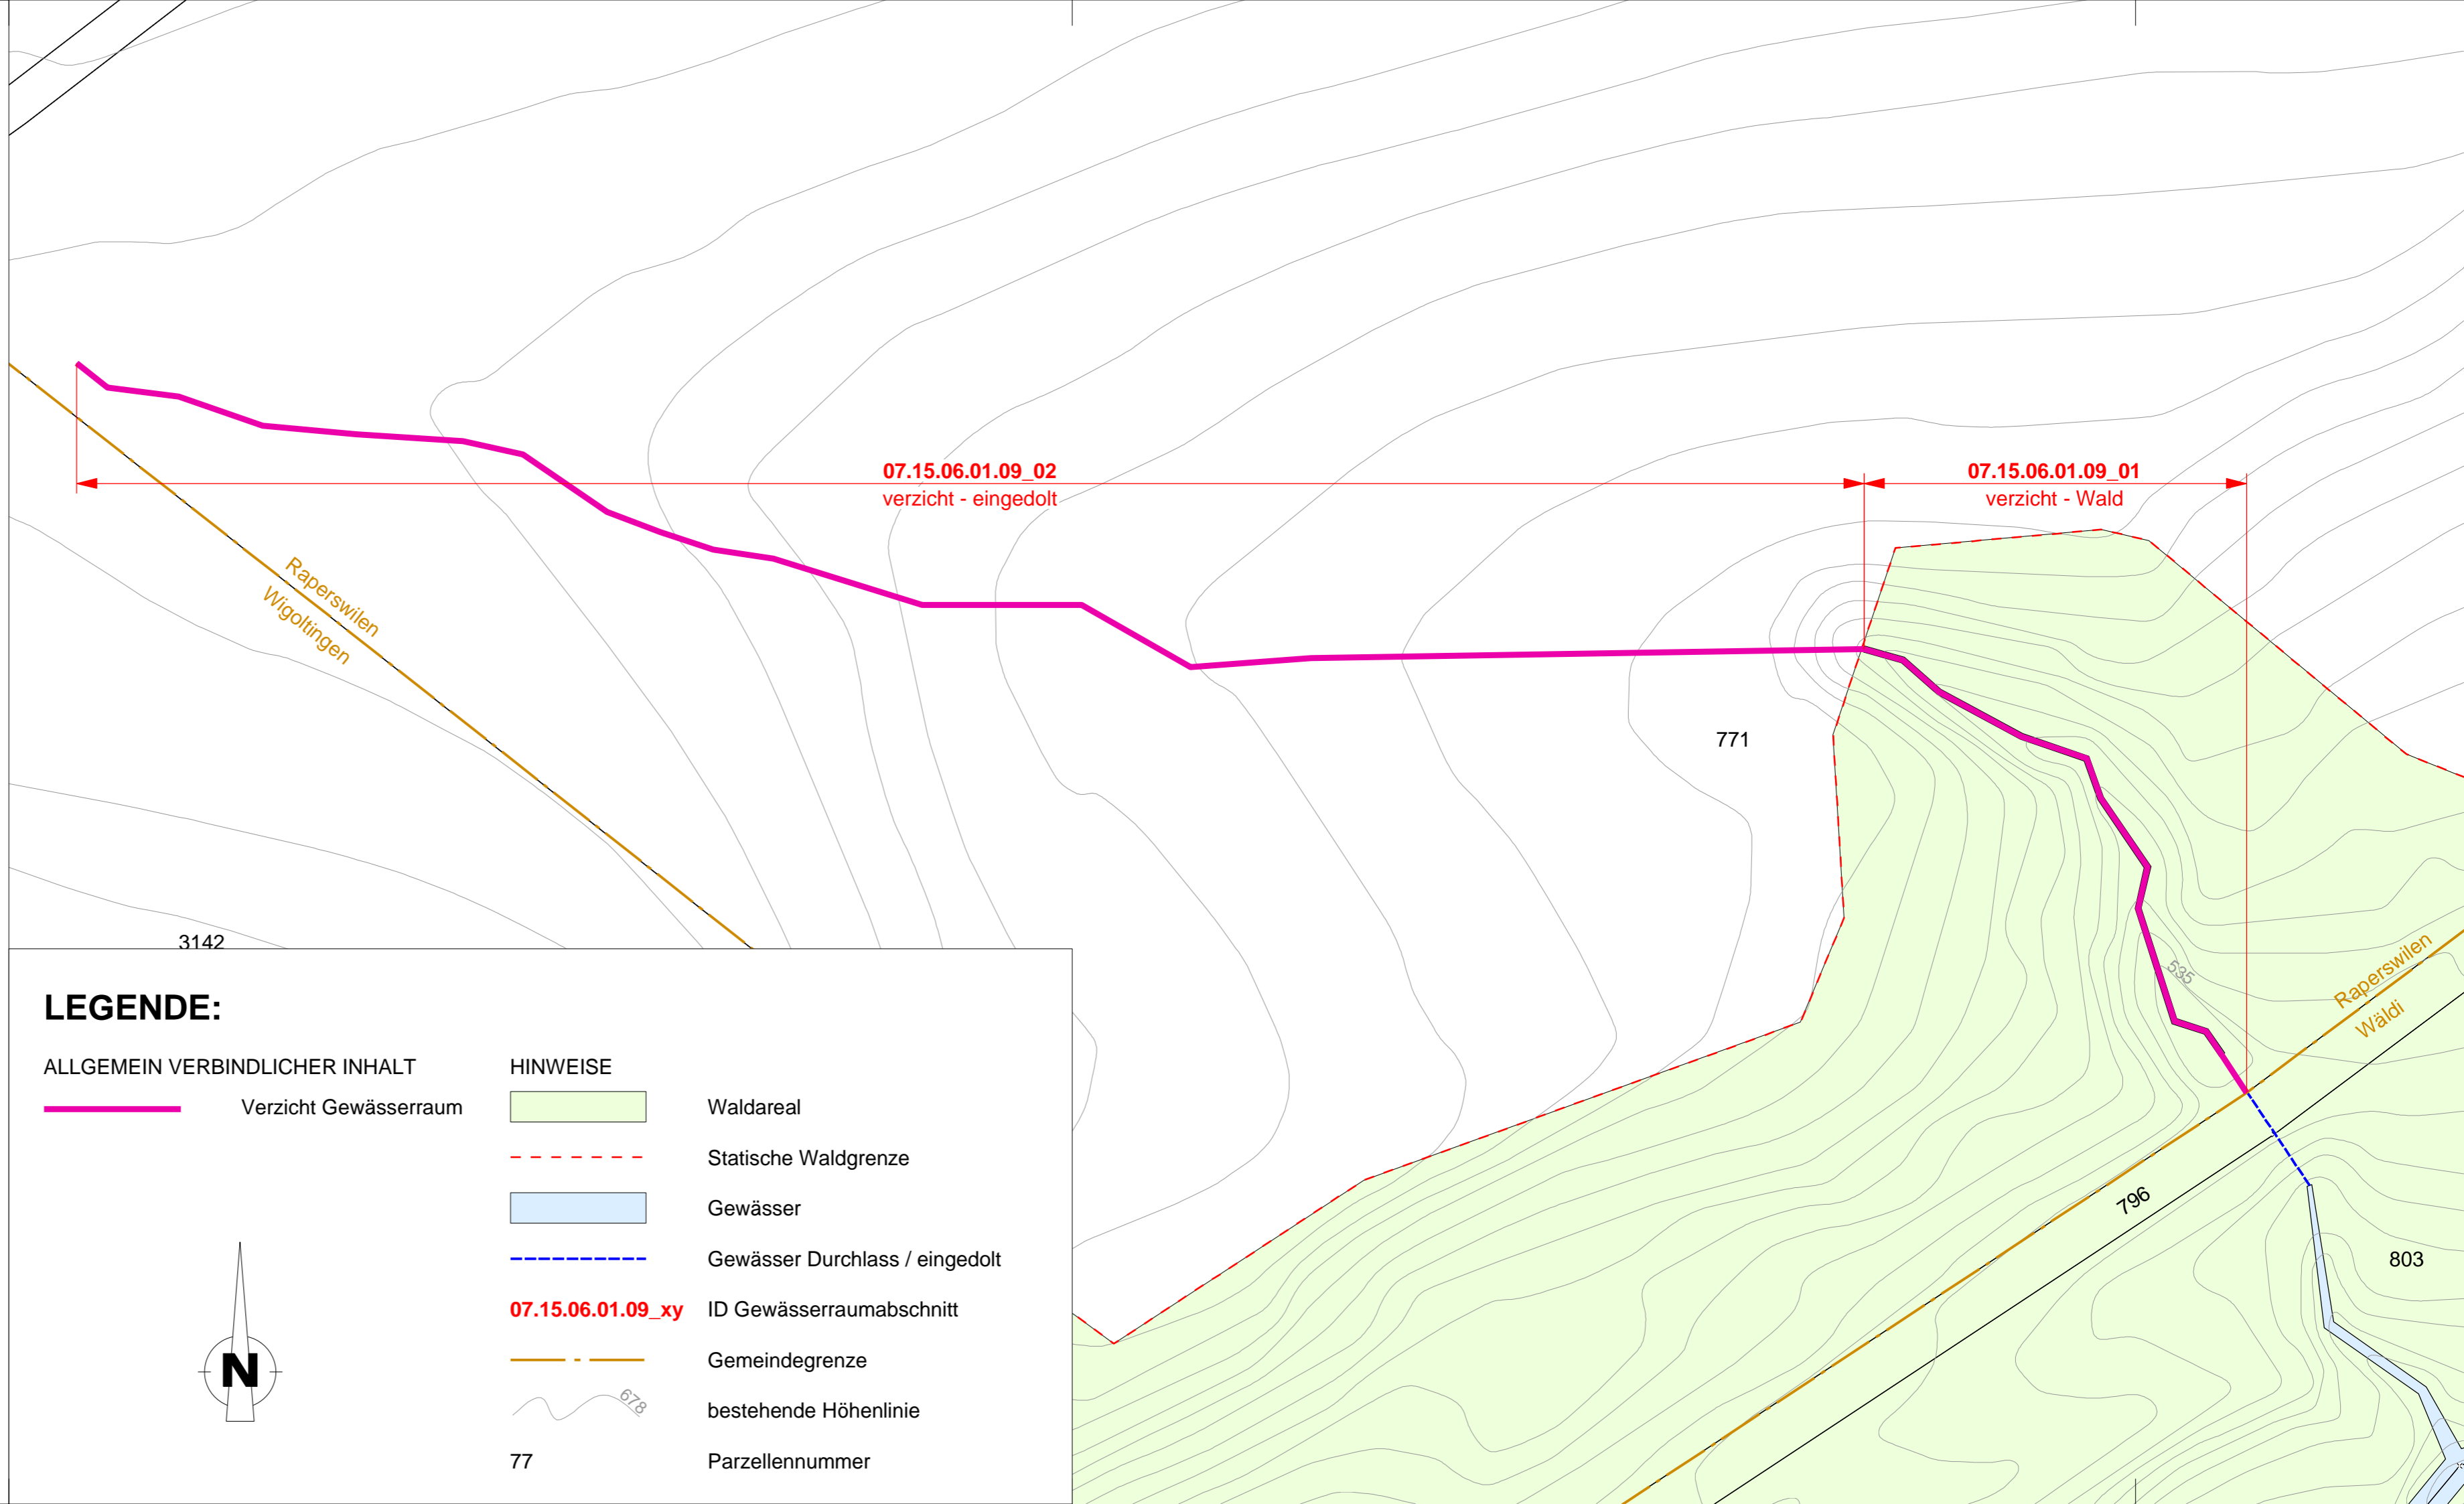 07.15.06.01.09_02
verzicht - eingedolt
07.15.06.01.09_01
verzicht - Wald
Raperswilen
Wigoltingen
771
3142
535
Raperswilen
Wäldi
796
803
LEGENDE:
ALLGEMEIN VERBINDLICHER INHALT
Verzicht Gewässerraum
HINWEISE
Waldareal
Statische Waldgrenze
Gewässer
Gewässer Durchlass / eingedolt
07.15.06.01.09_xy ID Gewässerraumabschnitt
Gemeindegrenze
678 bestehende Höhenlinie
77 Parzellennummer
N